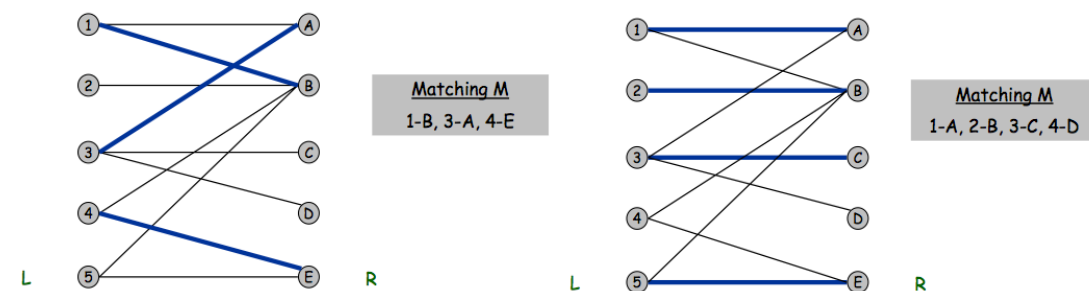 1 A
2 B
Matching M
1-B, 3-A, 4-E
3 C
4 D
5 E
L R
1 A
2 B
Matching M
1-A, 2-B, 3-C, 4-D
3 C
4 D
5 E
L R